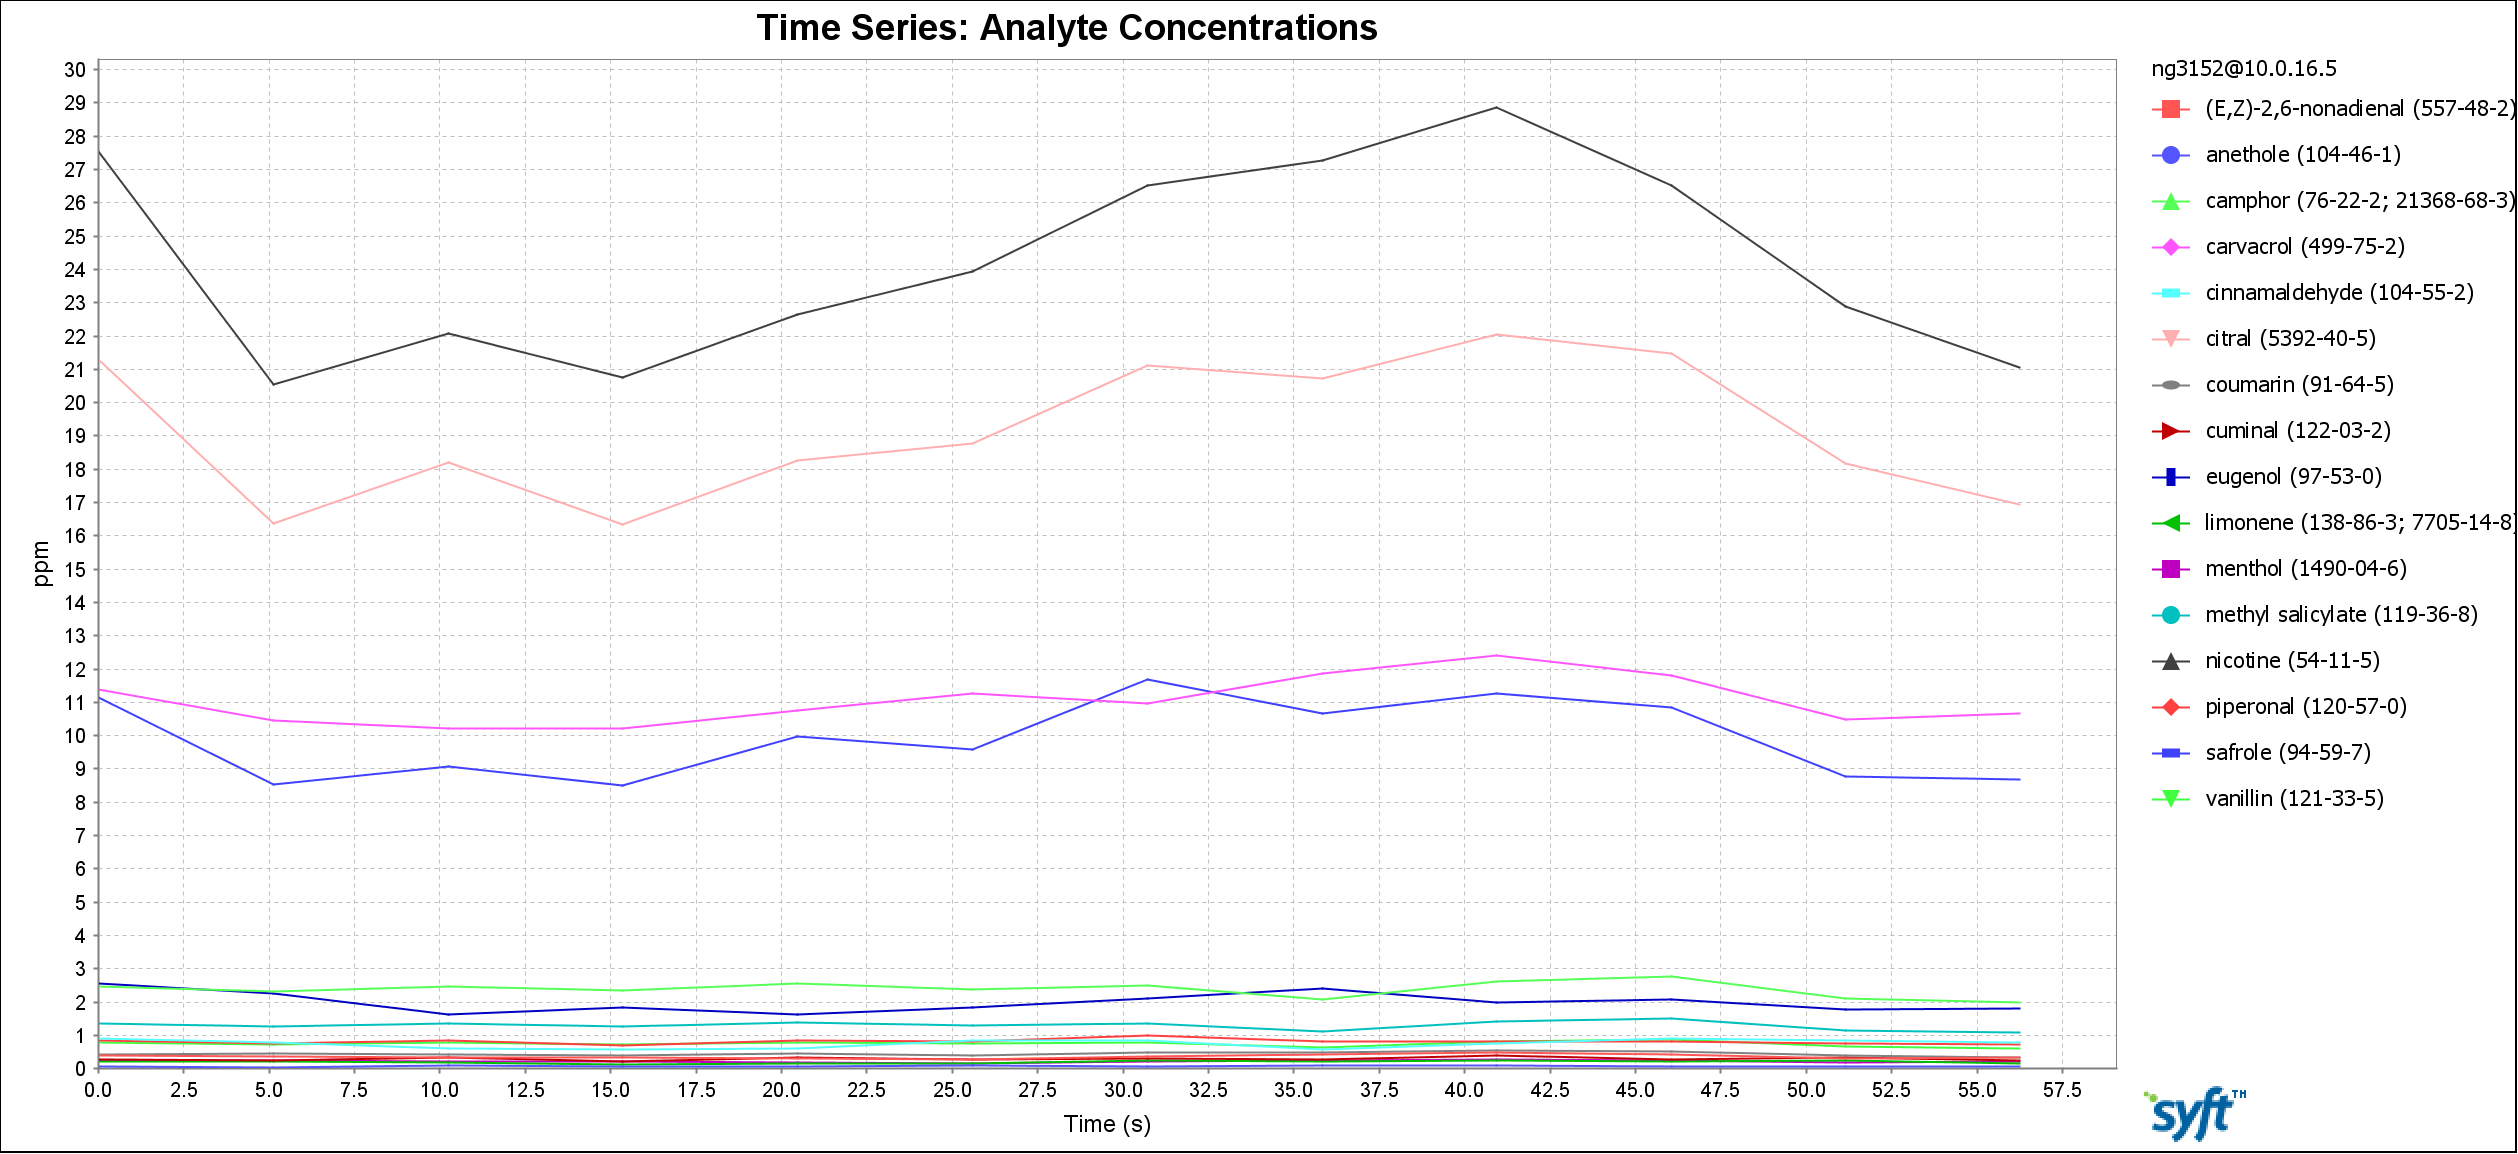 Time Series: Analyte Concentrations
30
29
28
27
26
25
24
23
22
21
20
19
18
17
16
15
14
13
12
11
10
9
8
7
6
5
4
3
2
1
0
ppm
0.0 2.5 5.0 7.5 10.0 12.5 15.0 17.5 20.0 22.5 25.0 27.5 30.0 32.5 35.0 37.5 40.0 42.5 45.0 47.5 50.0 52.5 55.0 57.5
Time (s)
ng3152@10.0.16.5
(E,Z)-2,6-nonadienal (557-48-2)
anethole (104-46-1)
camphor (76-22-2; 21368-68-3)
carvacrol (499-75-2)
cinnamaldehyde (104-55-2)
citral (5392-40-5)
coumarin (91-64-5)
cuminal (122-03-2)
eugenol (97-53-0)
limonene (138-86-3; 7705-14-8)
menthol (1490-04-6)
methyl salicylate (119-36-8)
nicotine (54-11-5)
piperonal (120-57-0)
safrole (94-59-7)
vanillin (121-33-5)
syft™